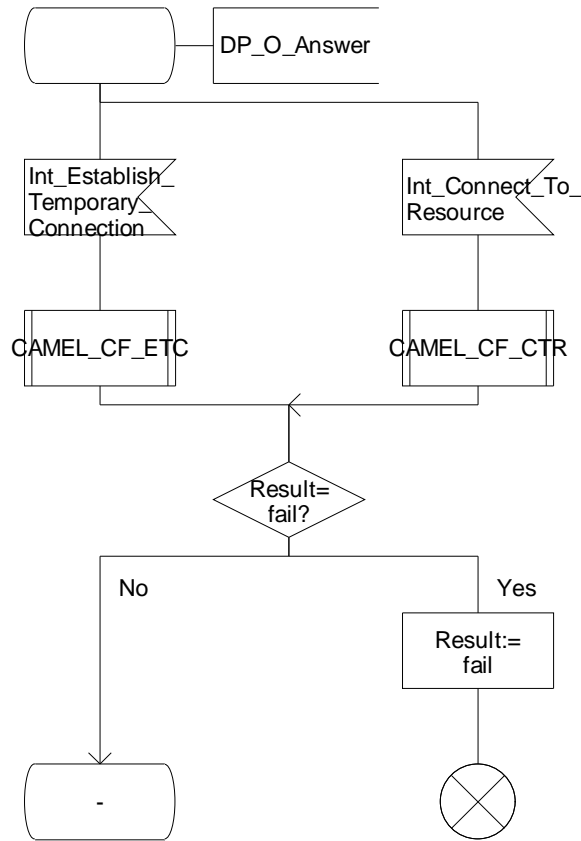 DP_O_Answer
Int_Establish_
Temporary_
Connection
Int_Connect_To_
Resource
CAMEL_CF_ETC
CAMEL_CF_CTR
Result=
fail?
No
Yes
Result:=
fail
-